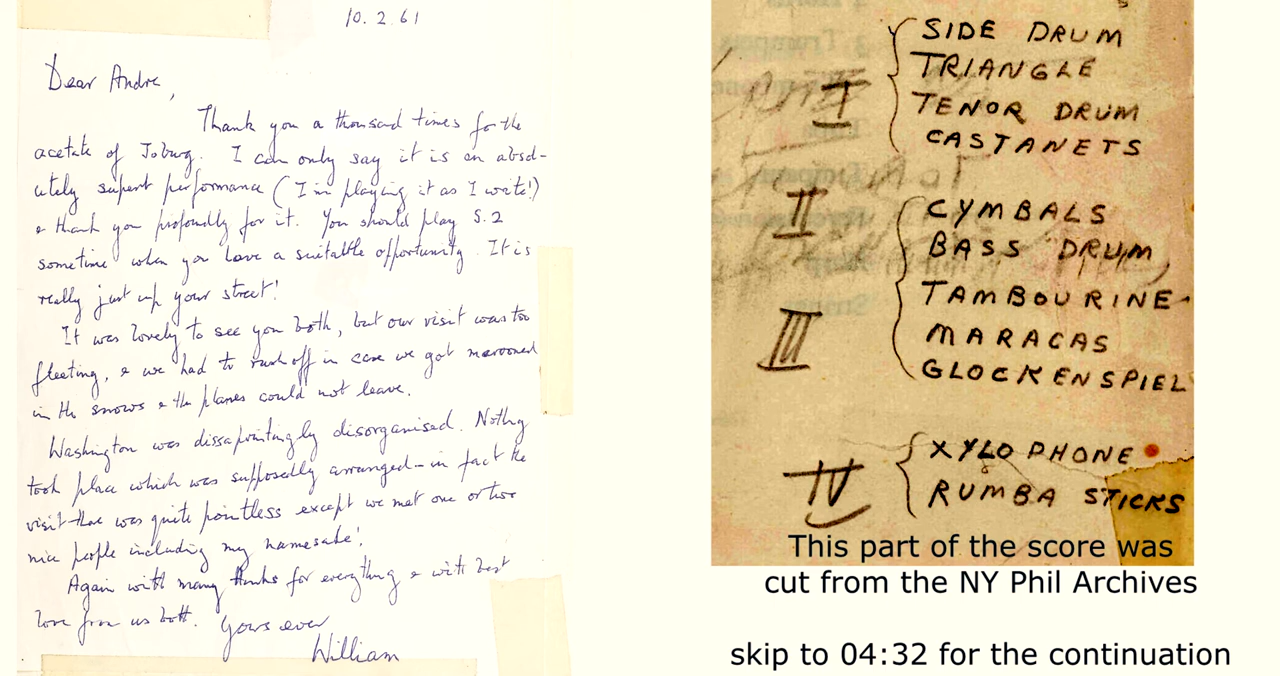 10. 2. 61
Dear Andre,
Thank you a thousand times for the
acetate of Joburg. I can only say it is an absol-
utely superb performance (I'm playing it as I write!)
& thank you profoundly for it. You should play S.2
sometime when you have a suitable opportunity. It is
really just up your street!
It was lovely to see you both, but our visit was too
fleeting, & we had to rush off in case we got marooned
in the snows & the planes could not leave.
Washington was dissapointingly disorganised. Nothing
took place which was supposedly arranged – in fact the
visit there was quite pointless except we met one or two
nice people including my namesake!
Again with many thanks for everything & with best
love from us both. Yours ever
William
I
SIDE DRUM
TRIANGLE
TENOR DRUM
CASTANETS
II
CYMBALS
BASS DRUM,
TAMBOURINE
III
MARACAS
GLOCKENSPIEL
IV
XYLOPHONE
RUMBA STICKS
This part of the score was
cut from the NY Phil Archives
skip to 04:32 for the continuation